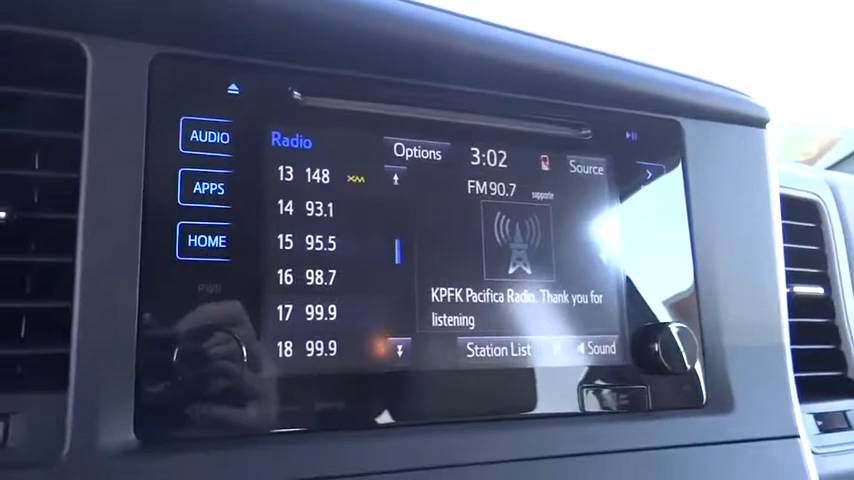 AUDIO
APPS
HOME
PWR
Radio
Options
3:02
Source
13 148 XM
14 93.1
15 95.5
16 98.7
17 99.9
18 99.9
FM 90.7
KPFK Pacifica Radio. Thank you for
listening
Station List
Sound